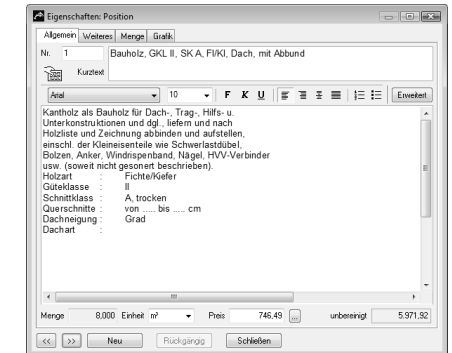 Eigenschaften: Position
Allgemein Weiteres Menge Grafik
Nr. 1 Bauholz, GKL II, SK A, FI/KI, Dach, mit Abbund
Kurztext
Arial 10 F K U Erweitert
Kantholz als Bauholz für Dach-, Trag-, Hilfs- u.
Unterkonstruktionen und dgl., liefern und nach
Holzliste und Zeichnung abbinden und aufstellen,
einschl. der Kleineisenteile wie Schwerlastdübel,
Bolzen, Anker, Windrispenband, Nägel, HVV-Verbinder
usw. (soweit nicht gesonert beschrieben).
Holzart : Fichte/Kiefer
Güteklasse : II
Schnittklass : A, trocken
Querschnitte : von ..... bis ..... cm
Dachneigung : Grad
Dachart :
Menge 8,000 Einheit m³ Preis 746,49 ... unbereinigt 5.971,92
<< >> Neu Rückgängig Schließen